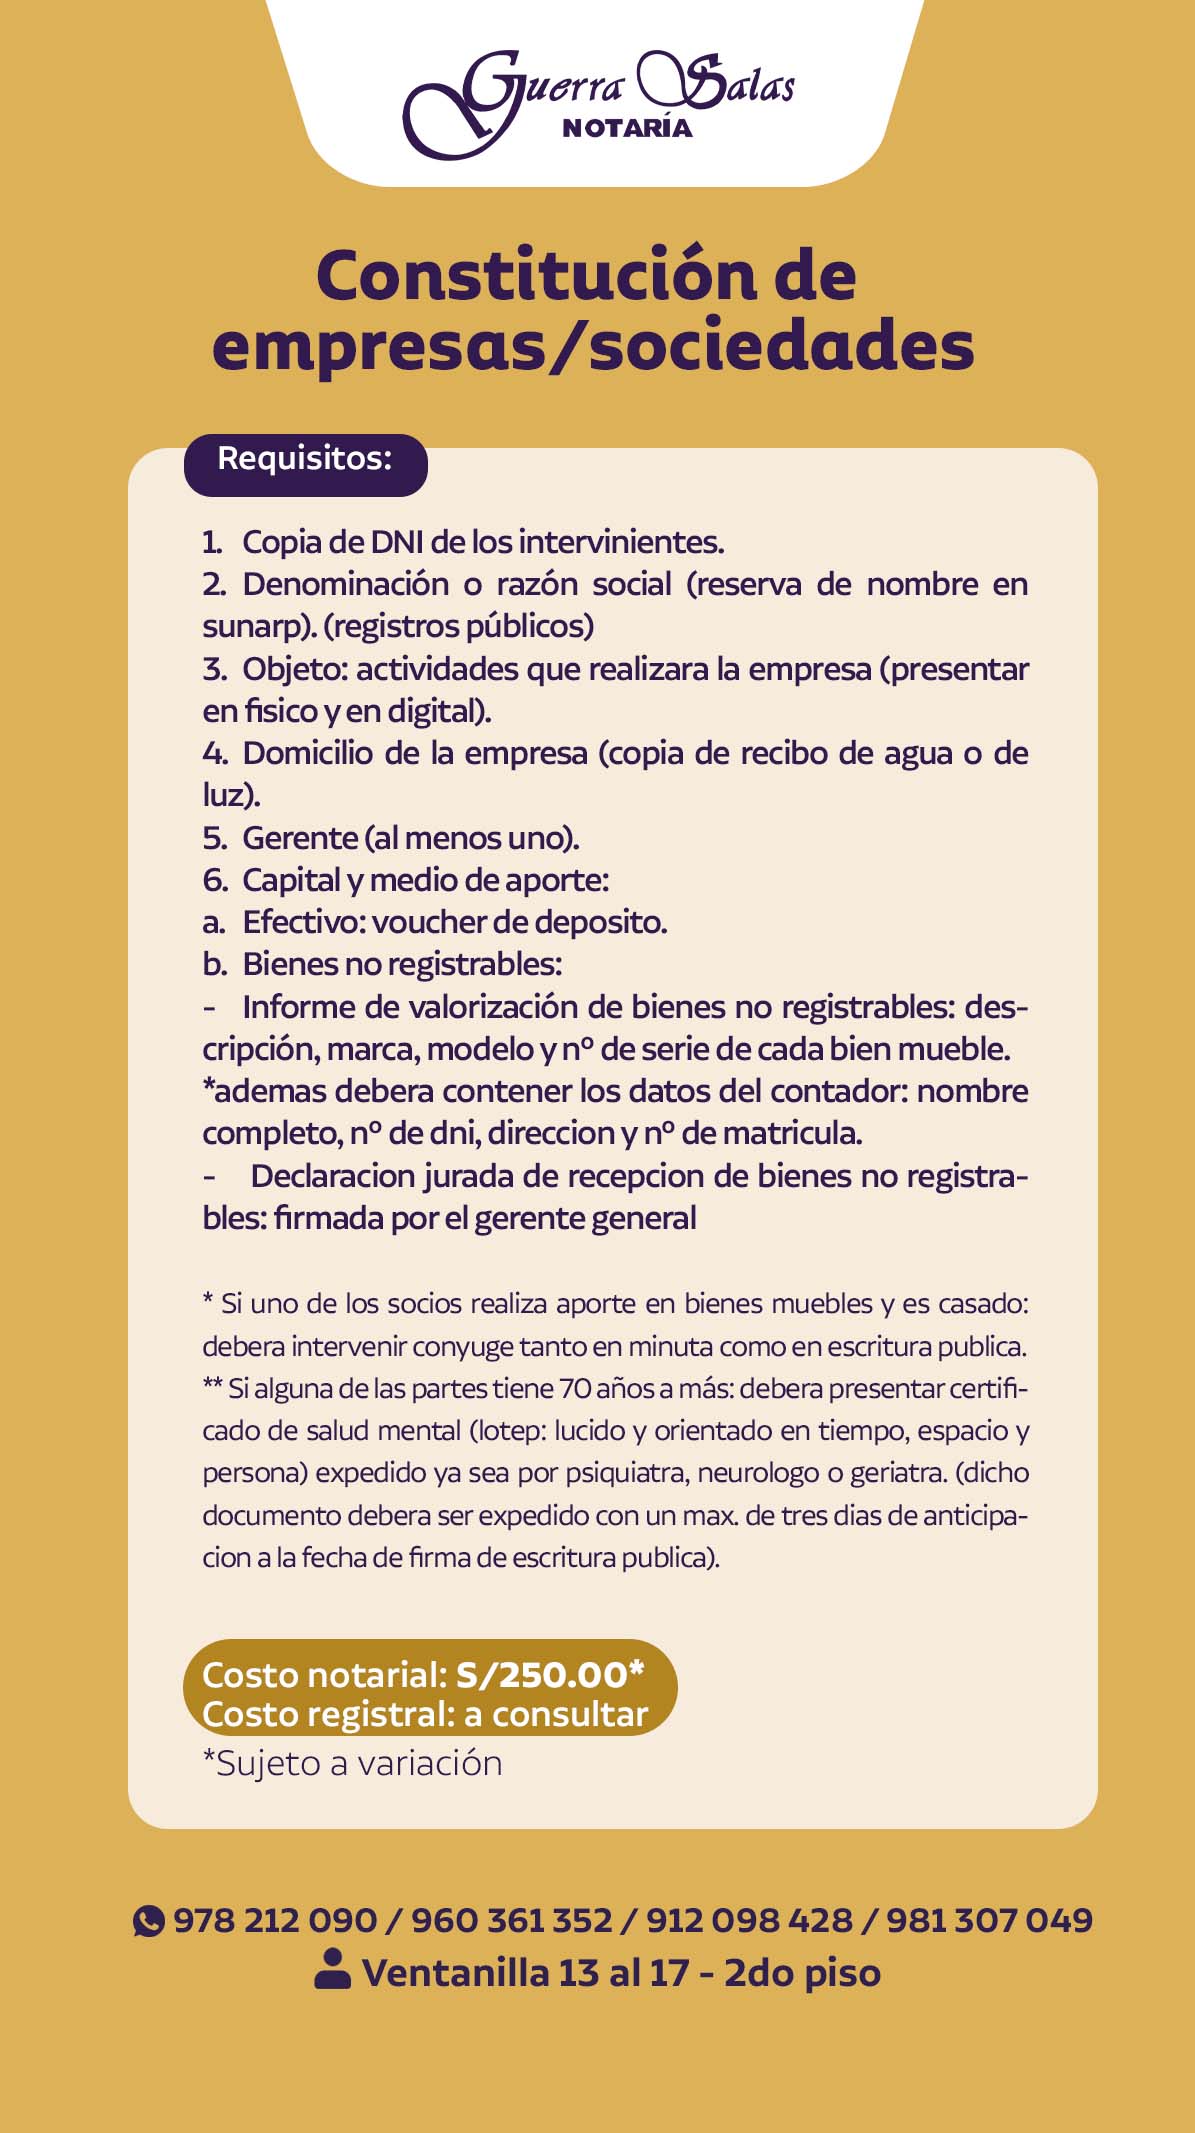 Guerra Salas
NOTARÍA
Constitución de
empresas/sociedades
Requisitos:
1. Copia de DNI de los intervinientes.
2. Denominación o razón social (reserva de nombre en
sunarp). (registros públicos)
3. Objeto: actividades que realizara la empresa (presentar
en fisico y en digital).
4. Domicilio de la empresa (copia de recibo de agua o de
luz).
5. Gerente (al menos uno).
6. Capital y medio de aporte:
a. Efectivo: voucher de deposito.
b. Bienes no registrables:
- Informe de valorización de bienes no registrables: des-
cripción, marca, modelo y nº de serie de cada bien mueble.
*ademas debera contener los datos del contador: nombre
completo, nº de dni, direccion y nº de matricula.
- Declaracion jurada de recepcion de bienes no registra-
bles: firmada por el gerente general
* Si uno de los socios realiza aporte en bienes muebles y es casado:
debera intervenir conyuge tanto en minuta como en escritura publica.
** Si alguna de las partes tiene 70 años a más: debera presentar certifi-
cado de salud mental (lotep: lucido y orientado en tiempo, espacio y
persona) expedido ya sea por psiquiatra, neurologo o geriatra. (dicho
documento debera ser expedido con un max. de tres dias de anticipa-
cion a la fecha de firma de escritura publica).
Costo notarial: S/250.00*
Costo registral: a consultar
*Sujeto a variación
978 212 090 / 960 361 352 / 912 098 428 / 981 307 049
Ventanilla 13 al 17 - 2do piso